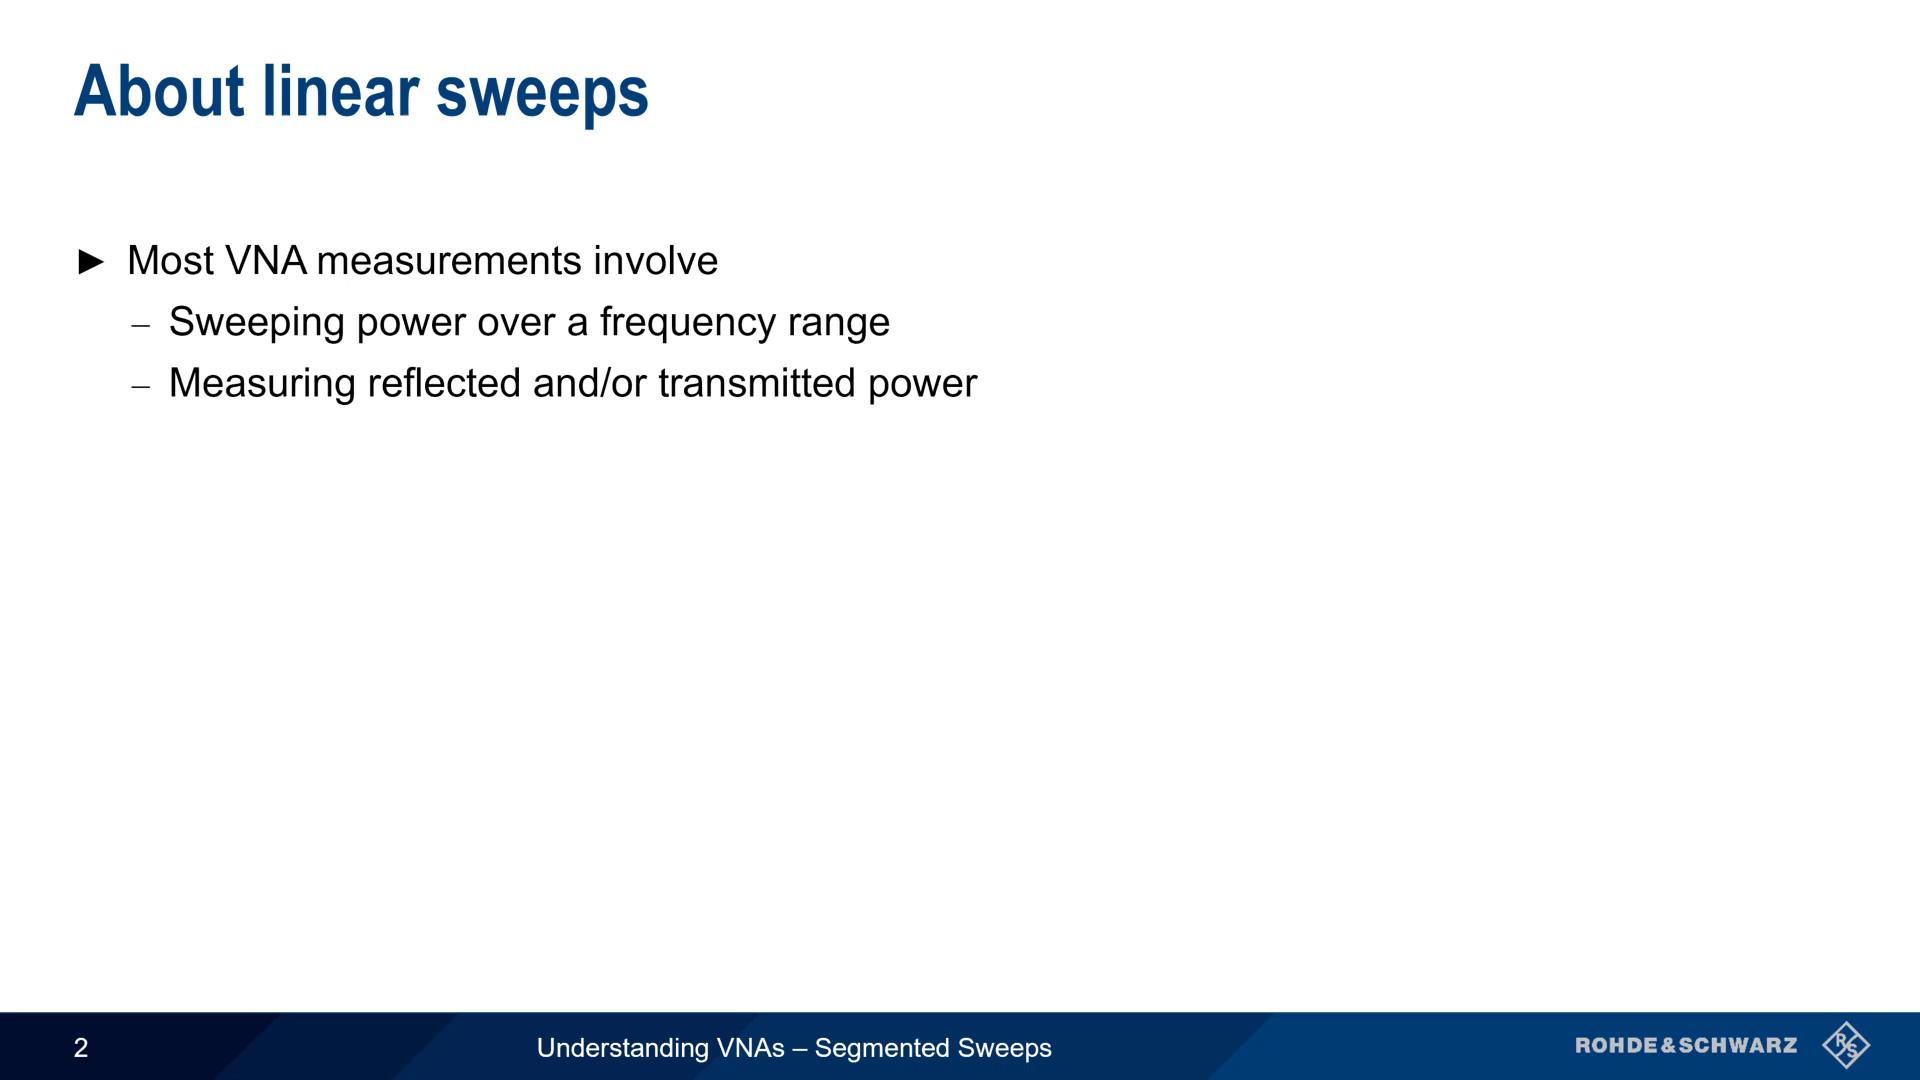 About linear sweeps
► Most VNA measurements involve
– Sweeping power over a frequency range
– Measuring reflected and/or transmitted power
2
Understanding VNAs – Segmented Sweeps
ROHDE&SCHWARZ
R&S